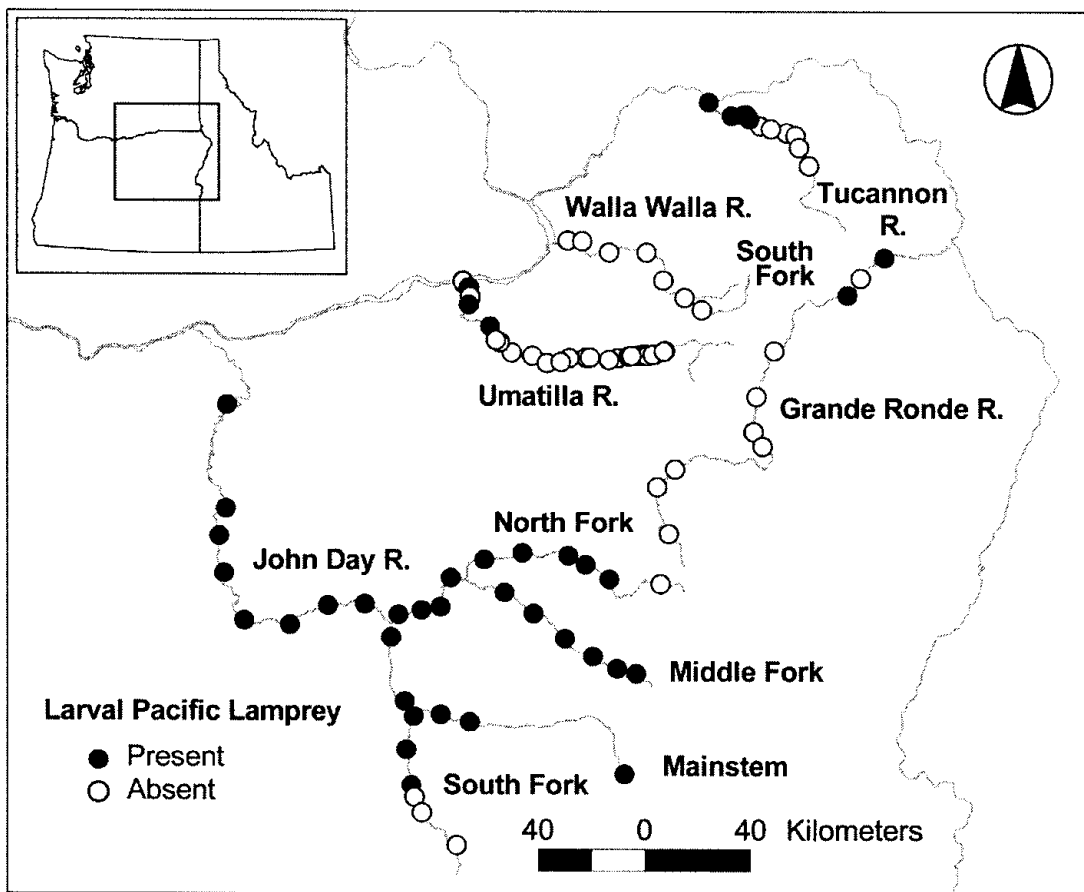 Walla Walla R.
Tucannon
R.
South
Fork
Umatilla R.
Grande Ronde R.
North Fork
John Day R.
Middle Fork
Larval Pacific Lamprey
Present
Absent
Mainstem
South Fork
40 0 40 Kilometers